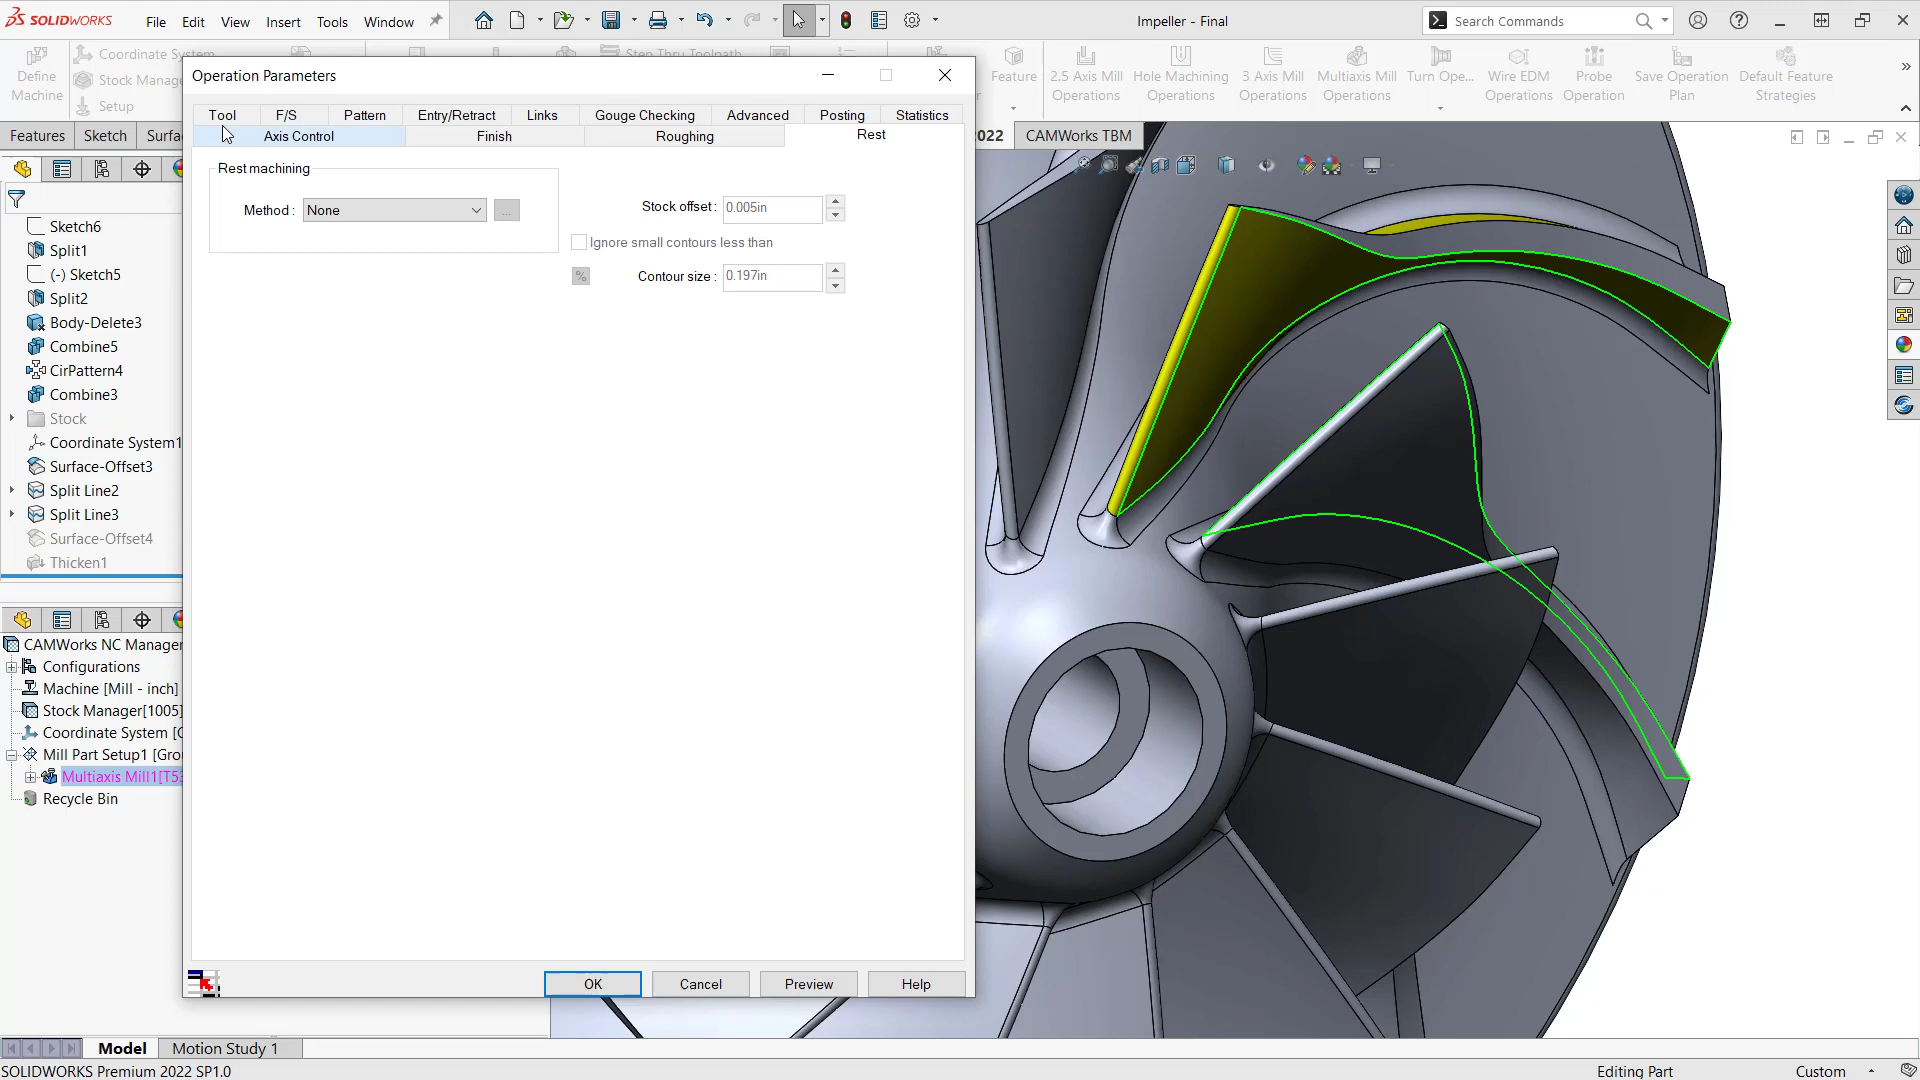 SOLIDWORKS File Edit View Insert Tools Window
Impeller - Final
Search Commands
Define Machine
Coordinate System
Stock Manag
Setup
Step Thru Toolpath
Feature
2.5 Axis Mill Operations
Hole Machining Operations
3 Axis Mill Operations
Multiaxis Mill Operations
Turn Ope...
Wire EDM Operations
Probe Operation
Save Operation Plan
Default Feature Strategies
Features Sketch Surfa
2022 CAMWorks TBM
Operation Parameters
Tool F/S Pattern Entry/Retract Links Gouge Checking Advanced Posting Statistics
Axis Control Finish Roughing Rest
Rest machining
Method : None ...
Stock offset : 0.005in
Ignore small contours less than
% Contour size : 0.197in
Sketch6
Split1
(-) Sketch5
Split2
Body-Delete3
Combine5
CirPattern4
Combine3
Stock
Coordinate System1
Surface-Offset3
Split Line2
Split Line3
Surface-Offset4
Thicken1
CAMWorks NC Manager
Configurations
Machine [Mill - inch]
Stock Manager[1005]
Coordinate System [C
Mill Part Setup1 [Gro
Multiaxis Mill1[T5
Recycle Bin
OK Cancel Preview Help
Model Motion Study 1
SOLIDWORKS Premium 2022 SP1.0
Editing Part Custom